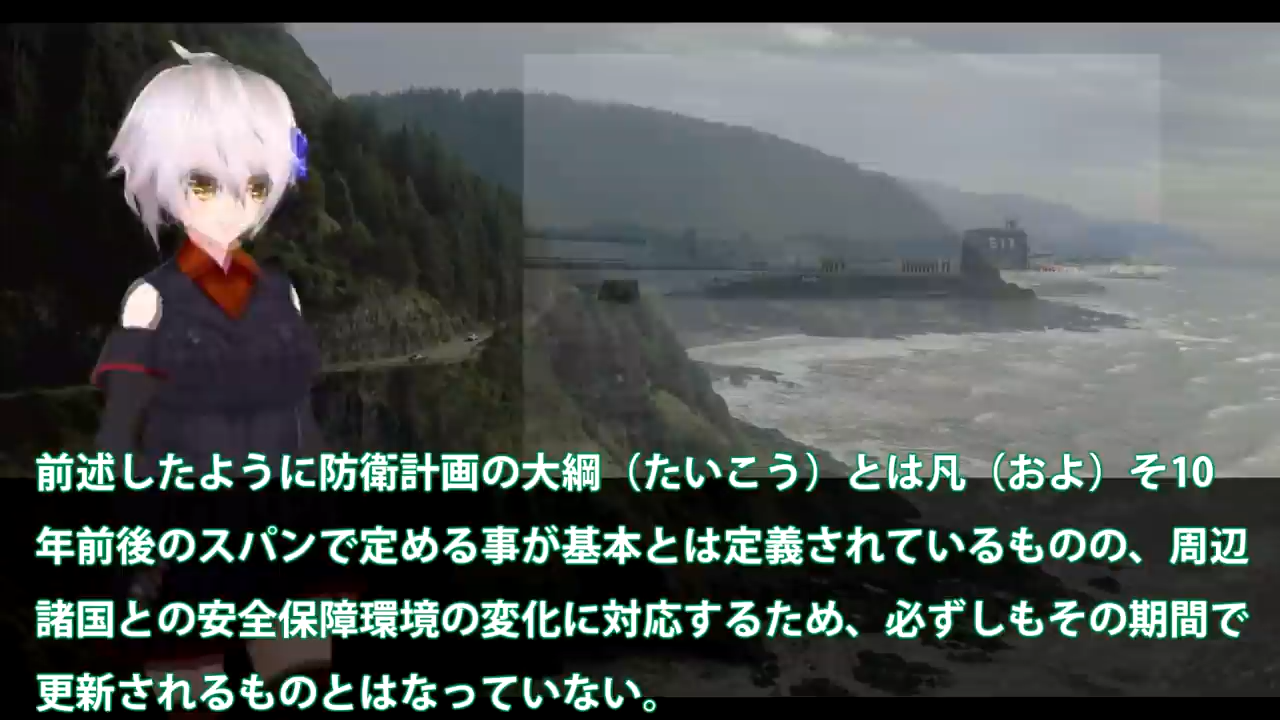 511
前述したように防衛計画の大綱（たいこう）とは凡（およ）そ10
年前後のスパンで定める事が基本とは定義されているものの、周辺
諸国との安全保障環境の変化に対応するため、必ずしもその期間で
更新されるものとはなっていない。